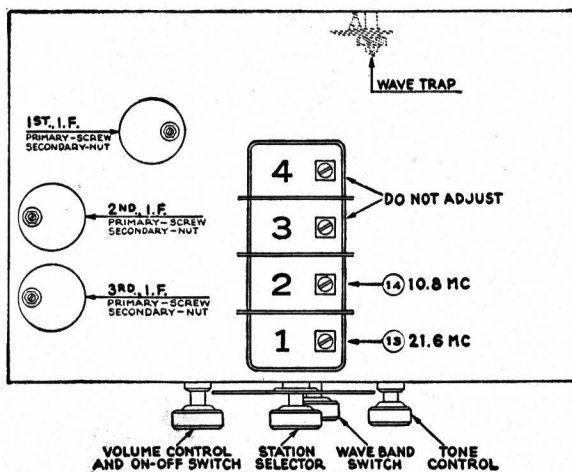 WAVE TRAP
1ST., I.F.
PRIMARY-SCREW
SECONDARY-NUT
4
DO NOT ADJUST
2ND., I.F.
PRIMARY-SCREW
SECONDARY-NUT
3
3RD., I.F.
PRIMARY-SCREW
SECONDARY-NUT
2
14 10.8 MC
1
13 21.6 MC
VOLUME CONTROL
AND ON-OFF SWITCH
STATION
SELECTOR
WAVE BAND
SWITCH
TONE
CONTROL